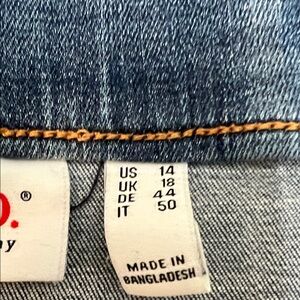 .®
US 14
UK 18
DE 44
IT 50
MADE IN
BANGLADESH